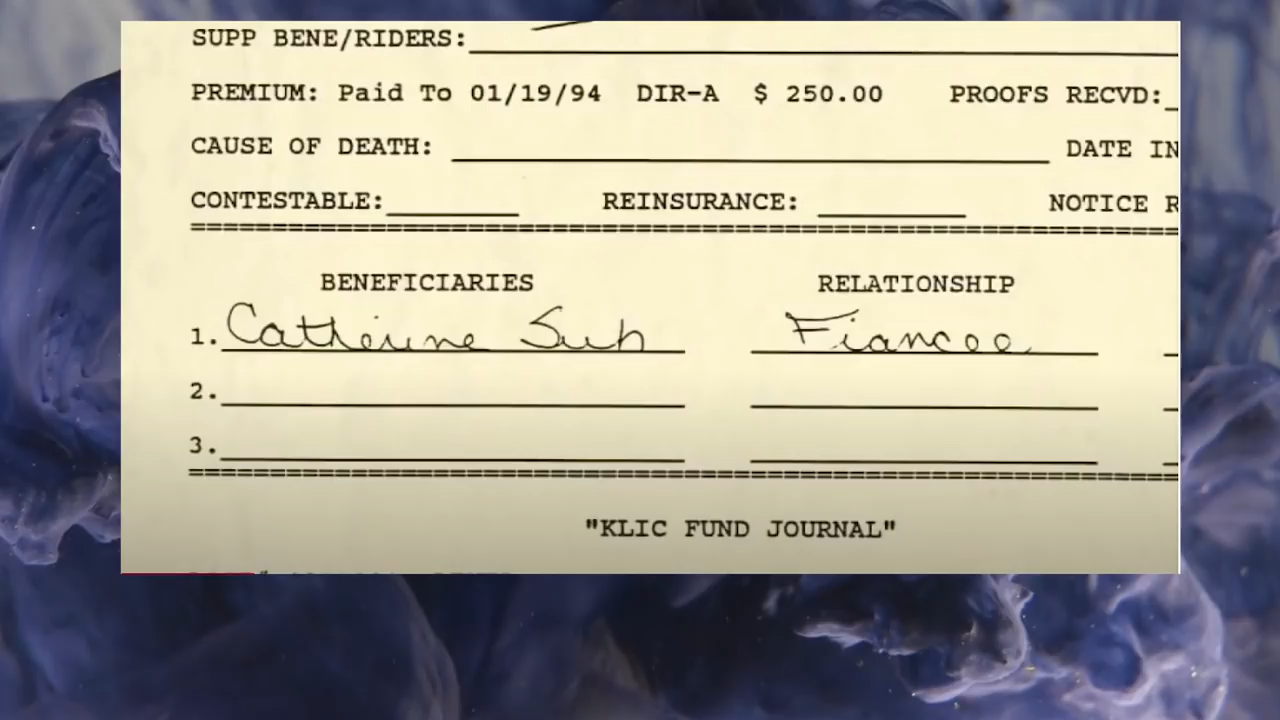 SUPP BENE/RIDERS:
PREMIUM: Paid To 01/19/94 DIR-A $ 250.00 PROOFS RECVD:
CAUSE OF DEATH: DATE IN
CONTESTABLE: REINSURANCE: NOTICE R
BENEFICIARIES RELATIONSHIP
1. Catherine Suh Fiancee
2.
3.
"KLIC FUND JOURNAL"